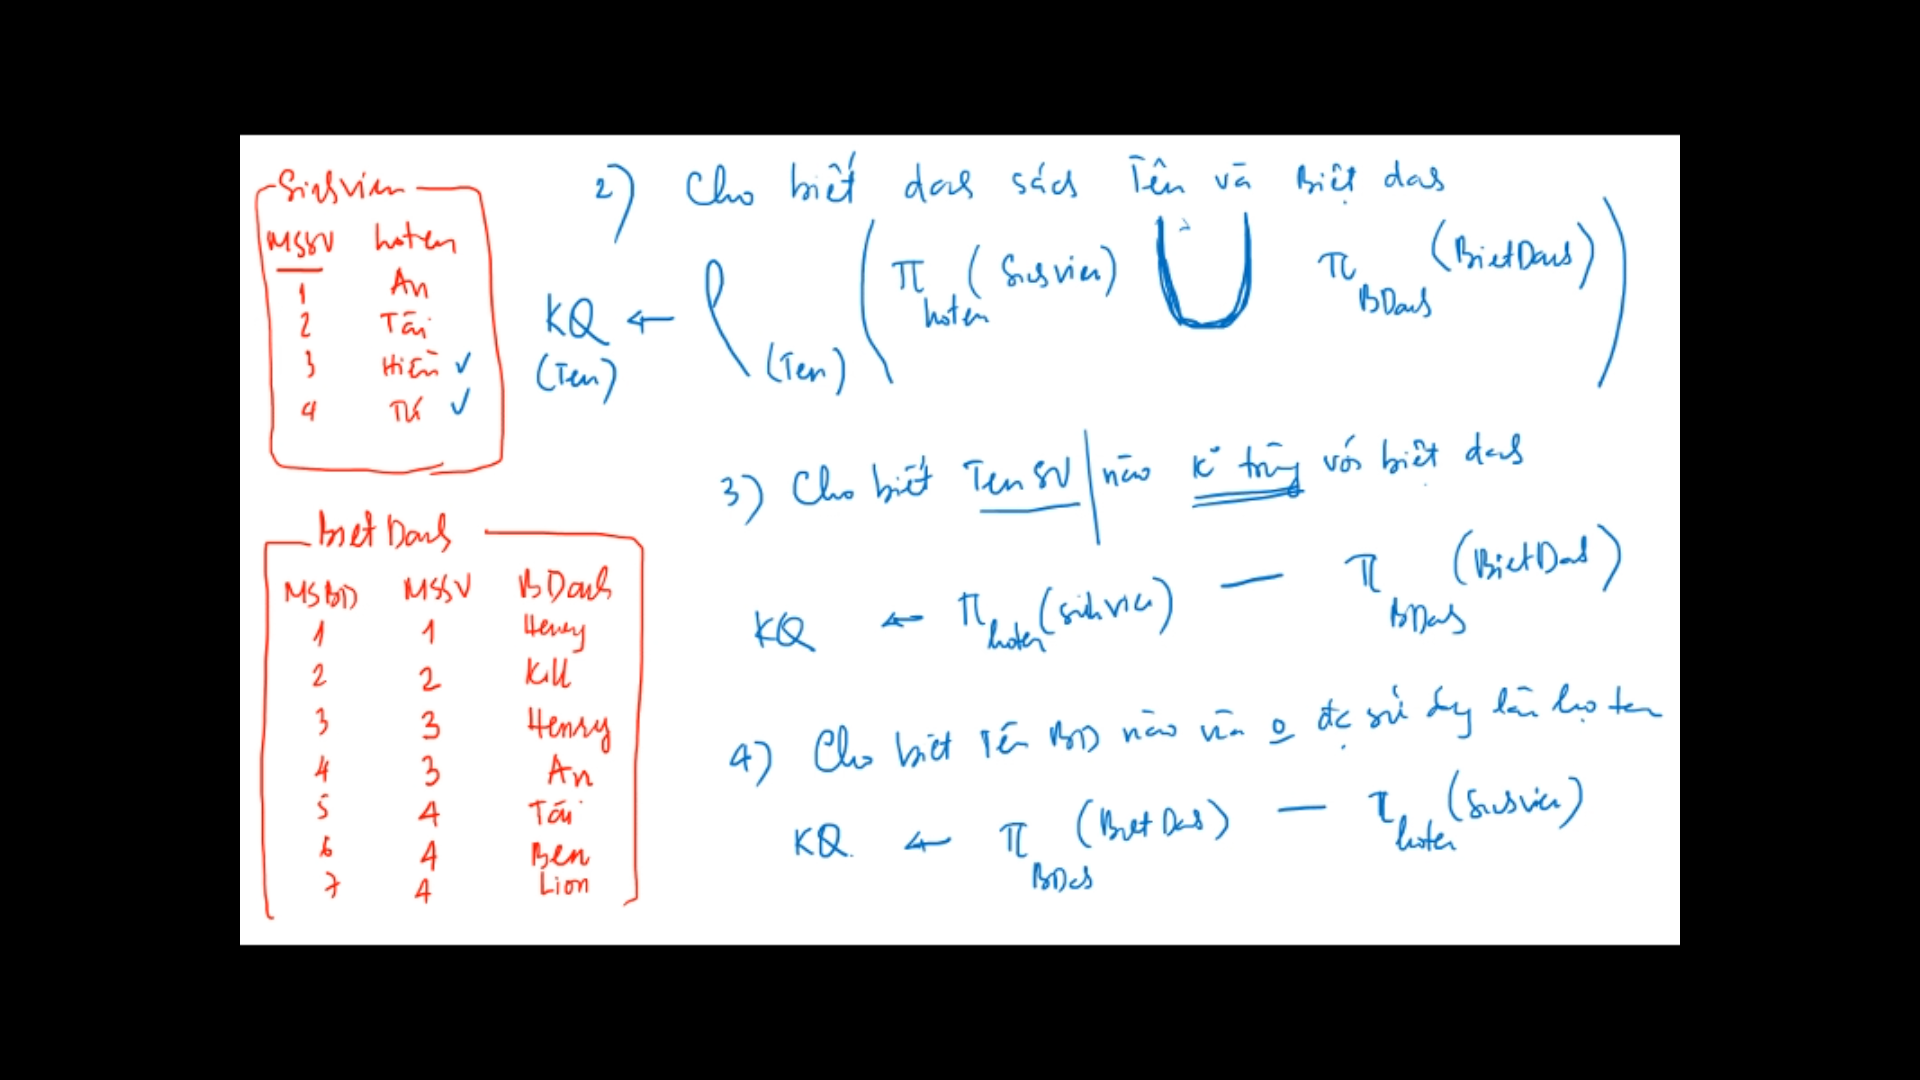 Sinhvien
MSSV hoten
1 An
2 Tài
3 Hiền ✓
4 Tú ✓
BietDanh
MSBD MSSV BDanh
1 1 Henry
2 2 Kill
3 3 Henry
4 3 An
5 4 Tài
6 4 Ben
7 4 Lion
2) Cho biết danh sách Tên và Biệt danh
KQ(Ten) ← ρ(Ten) (π hoten (Sinhvien) ∪ π BDanh (BietDanh))
3) Cho biết TenSV nào k° trùng với biệt danh
KQ ← π hoten (sinhvien) — π BDanh (BietDanh)
4) Cho biết Tên BD nào mà o đc sử dụng làm họ ten
KQ ← π BDanh (BietDanh) — π hoten (Sinhvien)